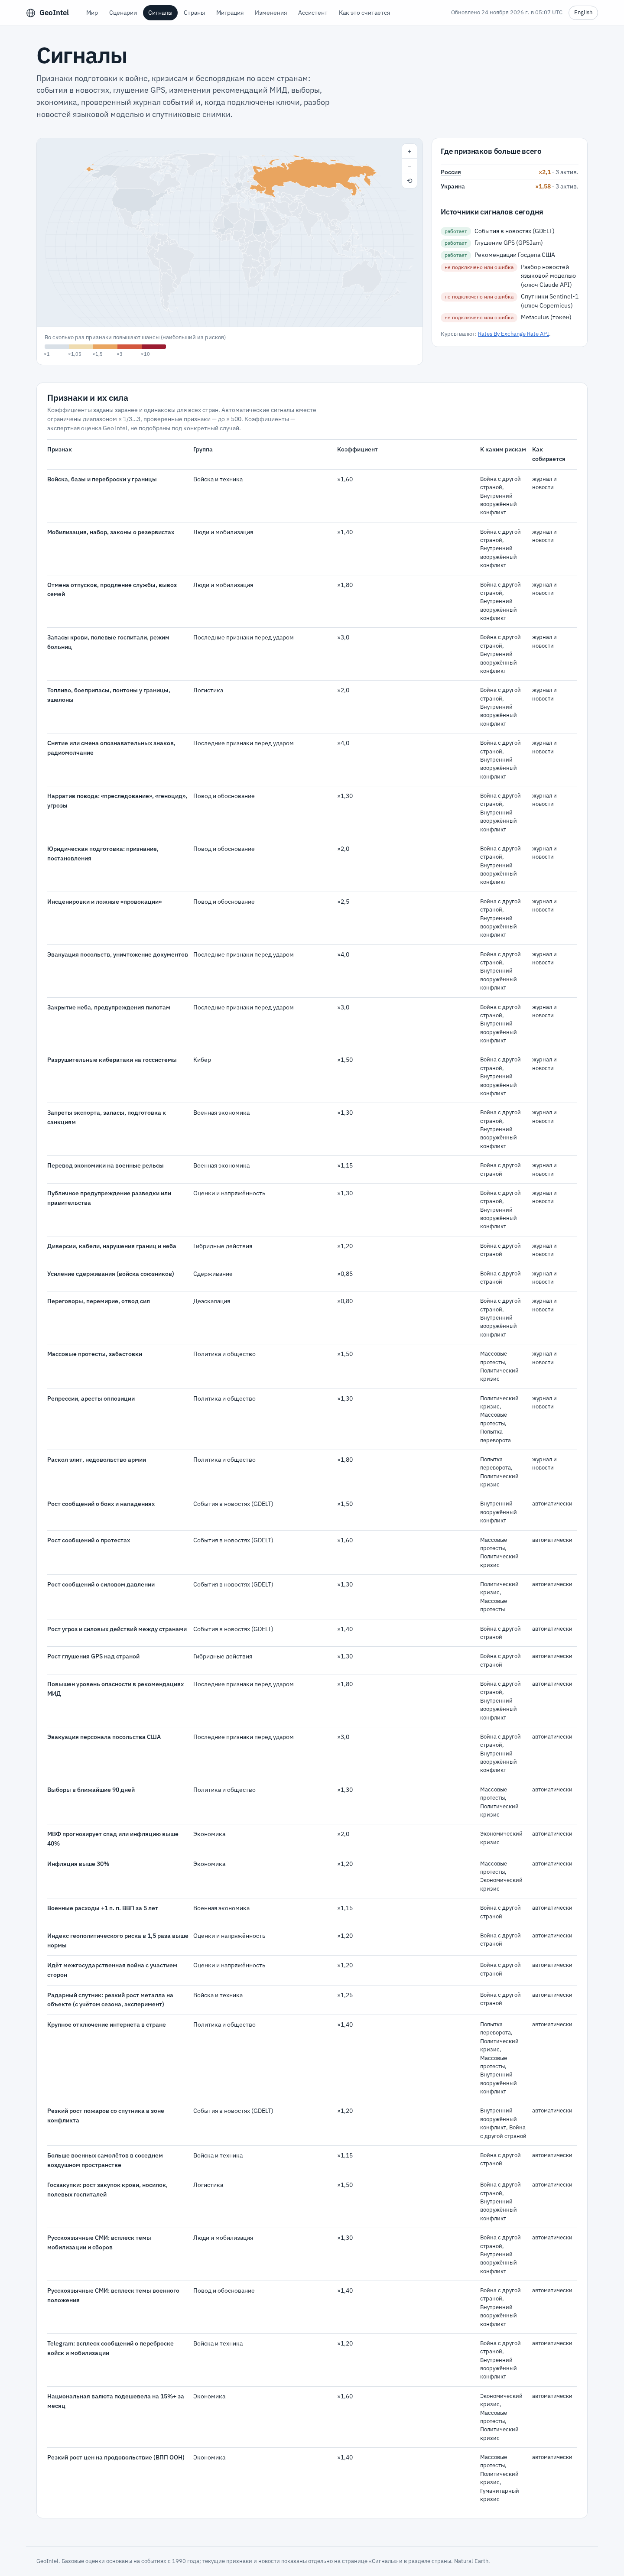 GeoIntel
Мир Сценарии Сигналы Страны Миграция Изменения Ассистент Как это считается
Обновлено 24 ноября 2026 г. в 05:07 UTC
English
Сигналы
Признаки подготовки к войне, кризисам и беспорядкам по всем странам:
события в новостях, глушение GPS, изменения рекомендаций МИД, выборы,
экономика, проверенный журнал событий и, когда подключены ключи, разбор
новостей языковой моделью и спутниковые снимки.
+
−
⟲
Во сколько раз признаки повышают шансы (наибольший из рисков)
×1 ×1,05 ×1,5 ×3 ×10
Где признаков больше всего
Россия ×2,1 · 3 актив.
Украина ×1,58 · 3 актив.
Источники сигналов сегодня
работает События в новостях (GDELT)
работает Глушение GPS (GPSJam)
работает Рекомендации Госдепа США
не подключено или ошибка Разбор новостей
языковой моделью
(ключ Claude API)
не подключено или ошибка Спутники Sentinel-1
(ключ Copernicus)
не подключено или ошибка Metaculus (токен)
Курсы валют: Rates By Exchange Rate API.
Признаки и их сила
Коэффициенты заданы заранее и одинаковы для всех стран. Автоматические сигналы вместе
ограничены диапазоном × 1/3…3, проверенные признаки — до × 500. Коэффициенты —
экспертная оценка GeoIntel, не подобраны под конкретный случай.
Признак Группа Коэффициент К каким рискам Как
собирается
Войска, базы и переброски у границы Войска и техника ×1,60 Война с другой журнал и
страной, новости
Внутренний
вооружённый
конфликт
Мобилизация, набор, законы о резервистах Люди и мобилизация ×1,40 Война с другой журнал и
страной, новости
Внутренний
вооружённый
конфликт
Отмена отпусков, продление службы, вывоз Люди и мобилизация ×1,80 Война с другой журнал и
семей страной, новости
Внутренний
вооружённый
конфликт
Запасы крови, полевые госпитали, режим Последние признаки перед ударом ×3,0 Война с другой журнал и
больниц страной, новости
Внутренний
вооружённый
конфликт
Топливо, боеприпасы, понтоны у границы, Логистика ×2,0 Война с другой журнал и
эшелоны страной, новости
Внутренний
вооружённый
конфликт
Снятие или смена опознавательных знаков, Последние признаки перед ударом ×4,0 Война с другой журнал и
радиомолчание страной, новости
Внутренний
вооружённый
конфликт
Нарратив повода: «преследование», «геноцид», Повод и обоснование ×1,30 Война с другой журнал и
угрозы страной, новости
Внутренний
вооружённый
конфликт
Юридическая подготовка: признание, Повод и обоснование ×2,0 Война с другой журнал и
постановления страной, новости
Внутренний
вооружённый
конфликт
Инсценировки и ложные «провокации» Повод и обоснование ×2,5 Война с другой журнал и
страной, новости
Внутренний
вооружённый
конфликт
Эвакуация посольств, уничтожение документов Последние признаки перед ударом ×4,0 Война с другой журнал и
страной, новости
Внутренний
вооружённый
конфликт
Закрытие неба, предупреждения пилотам Последние признаки перед ударом ×3,0 Война с другой журнал и
страной, новости
Внутренний
вооружённый
конфликт
Разрушительные кибератаки на госсистемы Кибер ×1,50 Война с другой журнал и
страной, новости
Внутренний
вооружённый
конфликт
Запреты экспорта, запасы, подготовка к Военная экономика ×1,30 Война с другой журнал и
санкциям страной, новости
Внутренний
вооружённый
конфликт
Перевод экономики на военные рельсы Военная экономика ×1,15 Война с другой журнал и
страной новости
Публичное предупреждение разведки или Оценки и напряжённость ×1,30 Война с другой журнал и
правительства страной, новости
Внутренний
вооружённый
конфликт
Диверсии, кабели, нарушения границ и неба Гибридные действия ×1,20 Война с другой журнал и
страной новости
Усиление сдерживания (войска союзников) Сдерживание ×0,85 Война с другой журнал и
страной новости
Переговоры, перемирие, отвод сил Деэскалация ×0,80 Война с другой журнал и
страной, новости
Внутренний
вооружённый
конфликт
Массовые протесты, забастовки Политика и общество ×1,50 Массовые журнал и
протесты, новости
Политический
кризис
Репрессии, аресты оппозиции Политика и общество ×1,30 Политический журнал и
кризис, новости
Массовые
протесты,
Попытка
переворота
Раскол элит, недовольство армии Политика и общество ×1,80 Попытка журнал и
переворота, новости
Политический
кризис
Рост сообщений о боях и нападениях События в новостях (GDELT) ×1,50 Внутренний автоматически
вооружённый
конфликт
Рост сообщений о протестах События в новостях (GDELT) ×1,60 Массовые автоматически
протесты,
Политический
кризис
Рост сообщений о силовом давлении События в новостях (GDELT) ×1,30 Политический автоматически
кризис,
Массовые
протесты
Рост угроз и силовых действий между странами События в новостях (GDELT) ×1,40 Война с другой автоматически
страной
Рост глушения GPS над страной Гибридные действия ×1,30 Война с другой автоматически
страной
Повышен уровень опасности в рекомендациях Последние признаки перед ударом ×1,80 Война с другой автоматически
МИД страной,
Внутренний
вооружённый
конфликт
Эвакуация персонала посольства США Последние признаки перед ударом ×3,0 Война с другой автоматически
страной,
Внутренний
вооружённый
конфликт
Выборы в ближайшие 90 дней Политика и общество ×1,30 Массовые автоматически
протесты,
Политический
кризис
МВФ прогнозирует спад или инфляцию выше Экономика ×2,0 Экономический автоматически
40% кризис
Инфляция выше 30% Экономика ×1,20 Массовые автоматически
протесты,
Экономический
кризис
Военные расходы +1 п. п. ВВП за 5 лет Военная экономика ×1,15 Война с другой автоматически
страной
Индекс геополитического риска в 1,5 раза выше Оценки и напряжённость ×1,20 Война с другой автоматически
нормы страной
Идёт межгосударственная война с участием Оценки и напряжённость ×1,20 Война с другой автоматически
сторон страной
Радарный спутник: резкий рост металла на Войска и техника ×1,25 Война с другой автоматически
объекте (с учётом сезона, эксперимент) страной
Крупное отключение интернета в стране Политика и общество ×1,40 Попытка автоматически
переворота,
Политический
кризис,
Массовые
протесты,
Внутренний
вооружённый
конфликт
Резкий рост пожаров со спутника в зоне События в новостях (GDELT) ×1,20 Внутренний автоматически
конфликта вооружённый
конфликт, Война
с другой страной
Больше военных самолётов в соседнем Войска и техника ×1,15 Война с другой автоматически
воздушном пространстве страной
Госзакупки: рост закупок крови, носилок, Логистика ×1,50 Война с другой автоматически
полевых госпиталей страной,
Внутренний
вооружённый
конфликт
Русскоязычные СМИ: всплеск темы Люди и мобилизация ×1,30 Война с другой автоматически
мобилизации и сборов страной,
Внутренний
вооружённый
конфликт
Русскоязычные СМИ: всплеск темы военного Повод и обоснование ×1,40 Война с другой автоматически
положения страной,
Внутренний
вооружённый
конфликт
Telegram: всплеск сообщений о переброске Войска и техника ×1,20 Война с другой автоматически
войск и мобилизации страной,
Внутренний
вооружённый
конфликт
Национальная валюта подешевела на 15%+ за Экономика ×1,60 Экономический автоматически
месяц кризис,
Массовые
протесты,
Политический
кризис
Резкий рост цен на продовольствие (ВПП ООН) Экономика ×1,40 Массовые автоматически
протесты,
Политический
кризис,
Гуманитарный
кризис
GeoIntel. Базовые оценки основаны на событиях с 1990 года; текущие признаки и новости показаны отдельно на странице «Сигналы» и в разделе страны. Natural Earth.